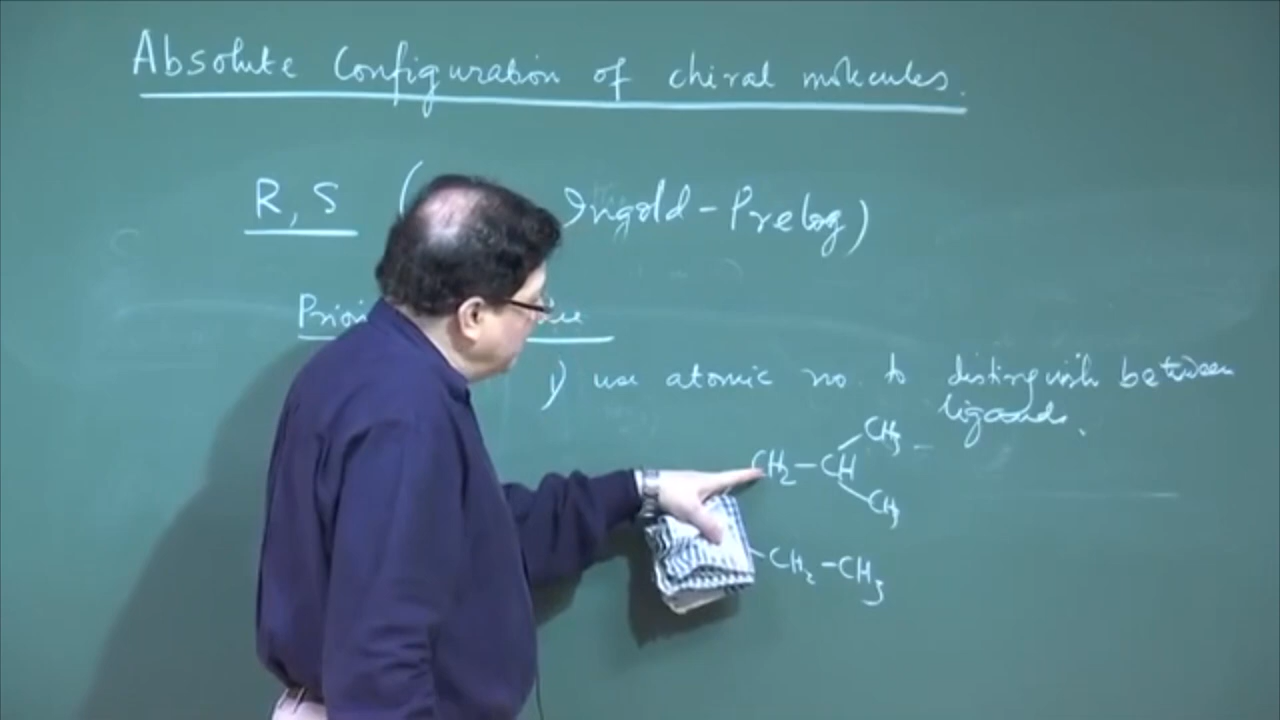 Absolute Configuration of chiral molecules.
R, S ( Ingold-Prelog)
1) use atomic no. to distinguish between
ligands.
CH3 -
CH2-CH
CH3
-CH2-CH3